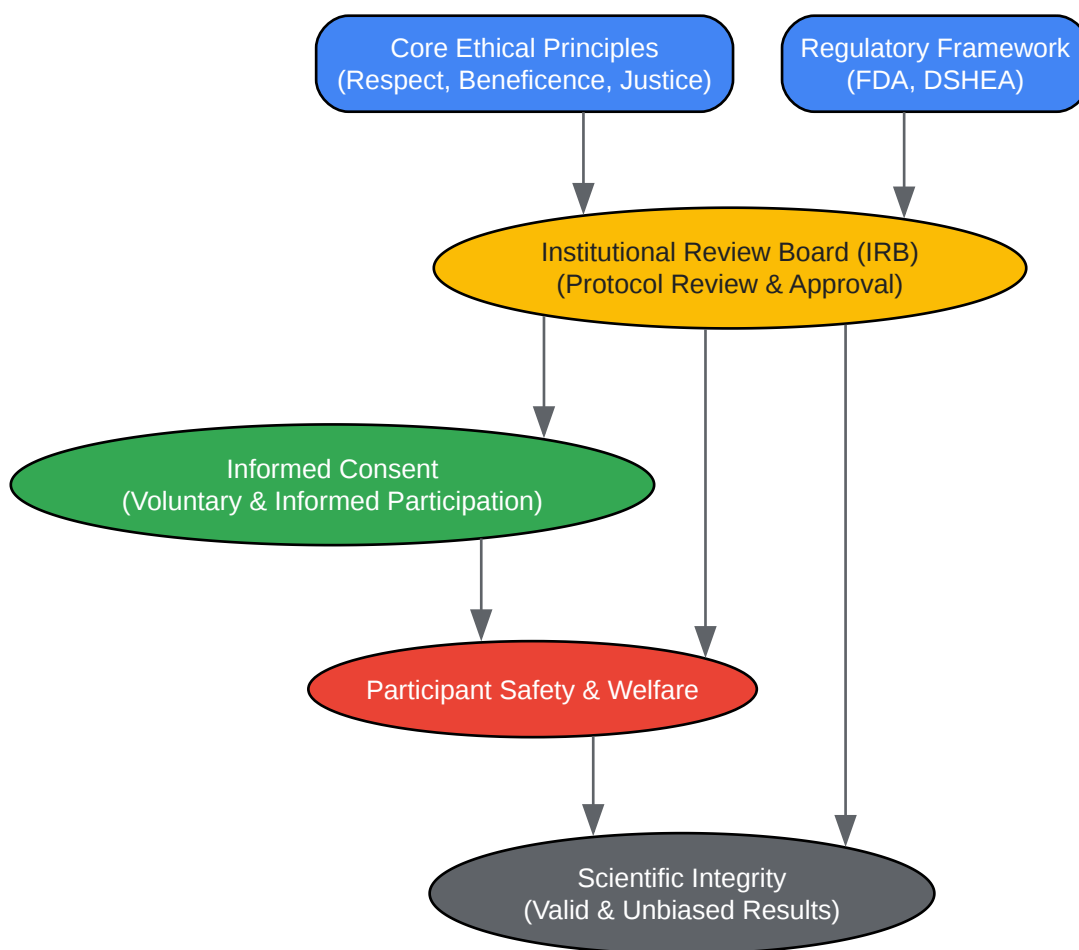 Core Ethical Principles
(Respect, Beneficence, Justice)
Regulatory Framework
(FDA, DSHEA)
Institutional Review Board (IRB)
(Protocol Review & Approval)
Informed Consent
(Voluntary & Informed Participation)
Participant Safety & Welfare
Scientific Integrity
(Valid & Unbiased Results)